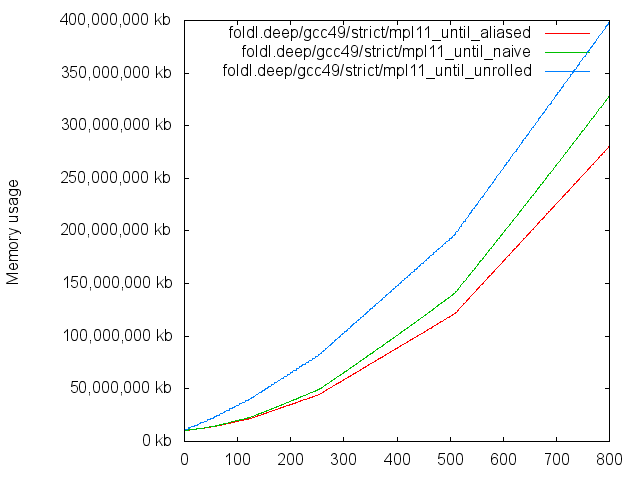 400,000,000 kb
350,000,000 kb
300,000,000 kb
250,000,000 kb
200,000,000 kb
150,000,000 kb
100,000,000 kb
50,000,000 kb
0 kb
Memory usage
foldl.deep/gcc49/strict/mpl11_until_aliased
foldl.deep/gcc49/strict/mpl11_until_naive
foldl.deep/gcc49/strict/mpl11_until_unrolled
0 100 200 300 400 500 600 700 800